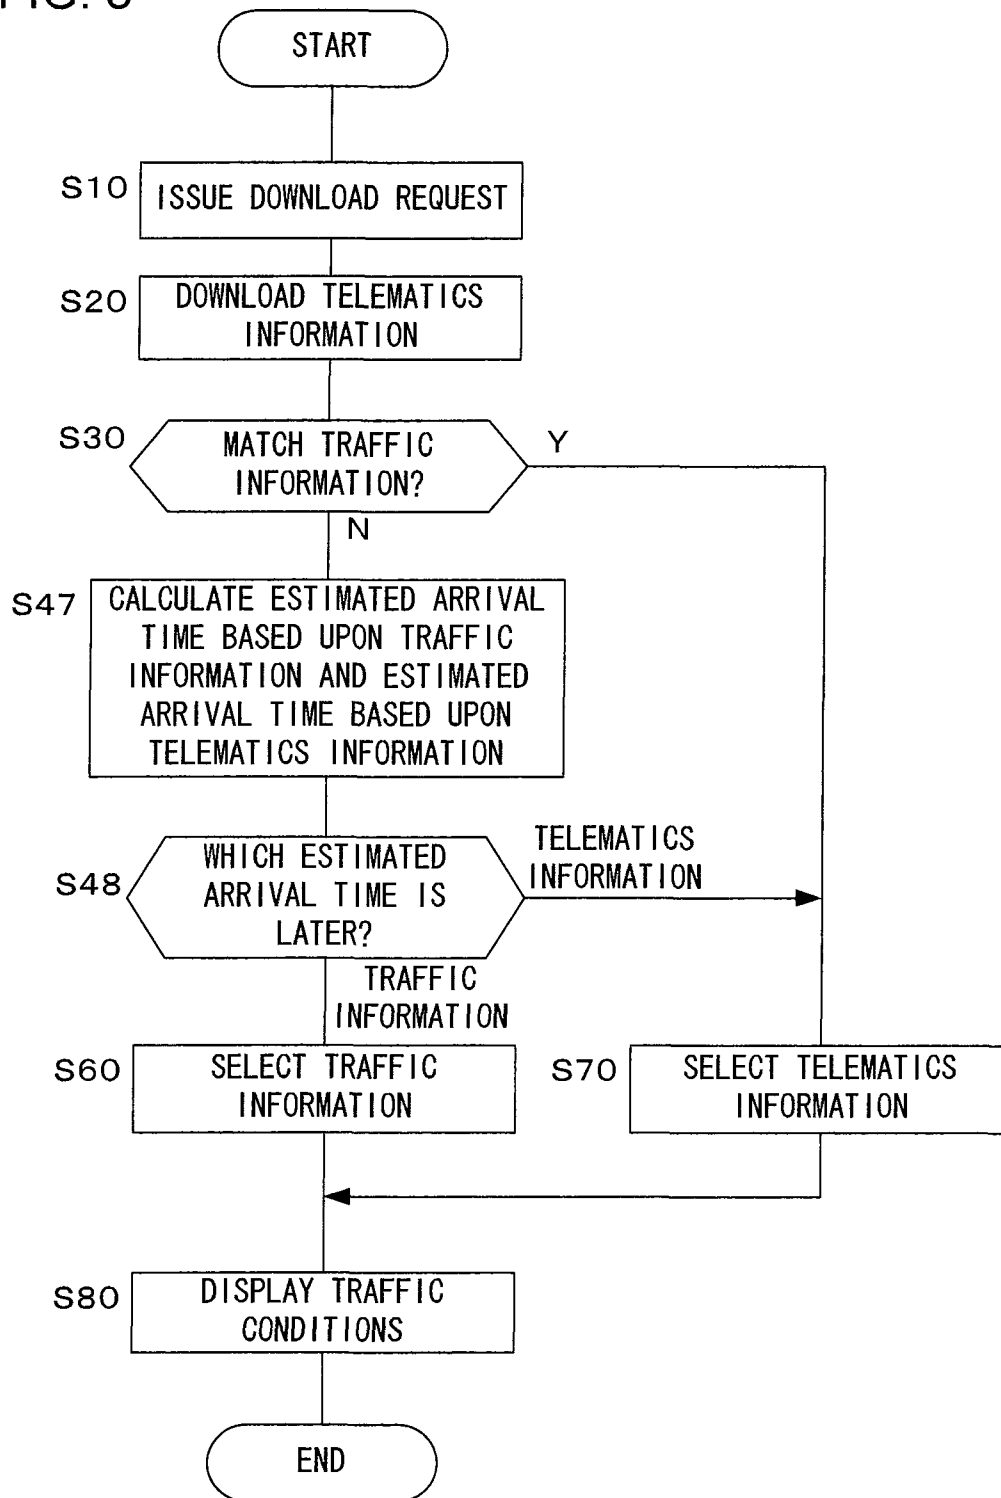 START
S10
ISSUE DOWNLOAD REQUEST
S20
DOWNLOAD TELEMATICS
INFORMATION
S30
MATCH TRAFFIC
INFORMATION?
Y
N
S47
CALCULATE ESTIMATED ARRIVAL
TIME BASED UPON TRAFFIC
INFORMATION AND ESTIMATED
ARRIVAL TIME BASED UPON
TELEMATICS INFORMATION
S48
WHICH ESTIMATED
ARRIVAL TIME IS
LATER?
TELEMATICS
INFORMATION
TRAFFIC
INFORMATION
S60
SELECT TRAFFIC
INFORMATION
S70
SELECT TELEMATICS
INFORMATION
S80
DISPLAY TRAFFIC
CONDITIONS
END